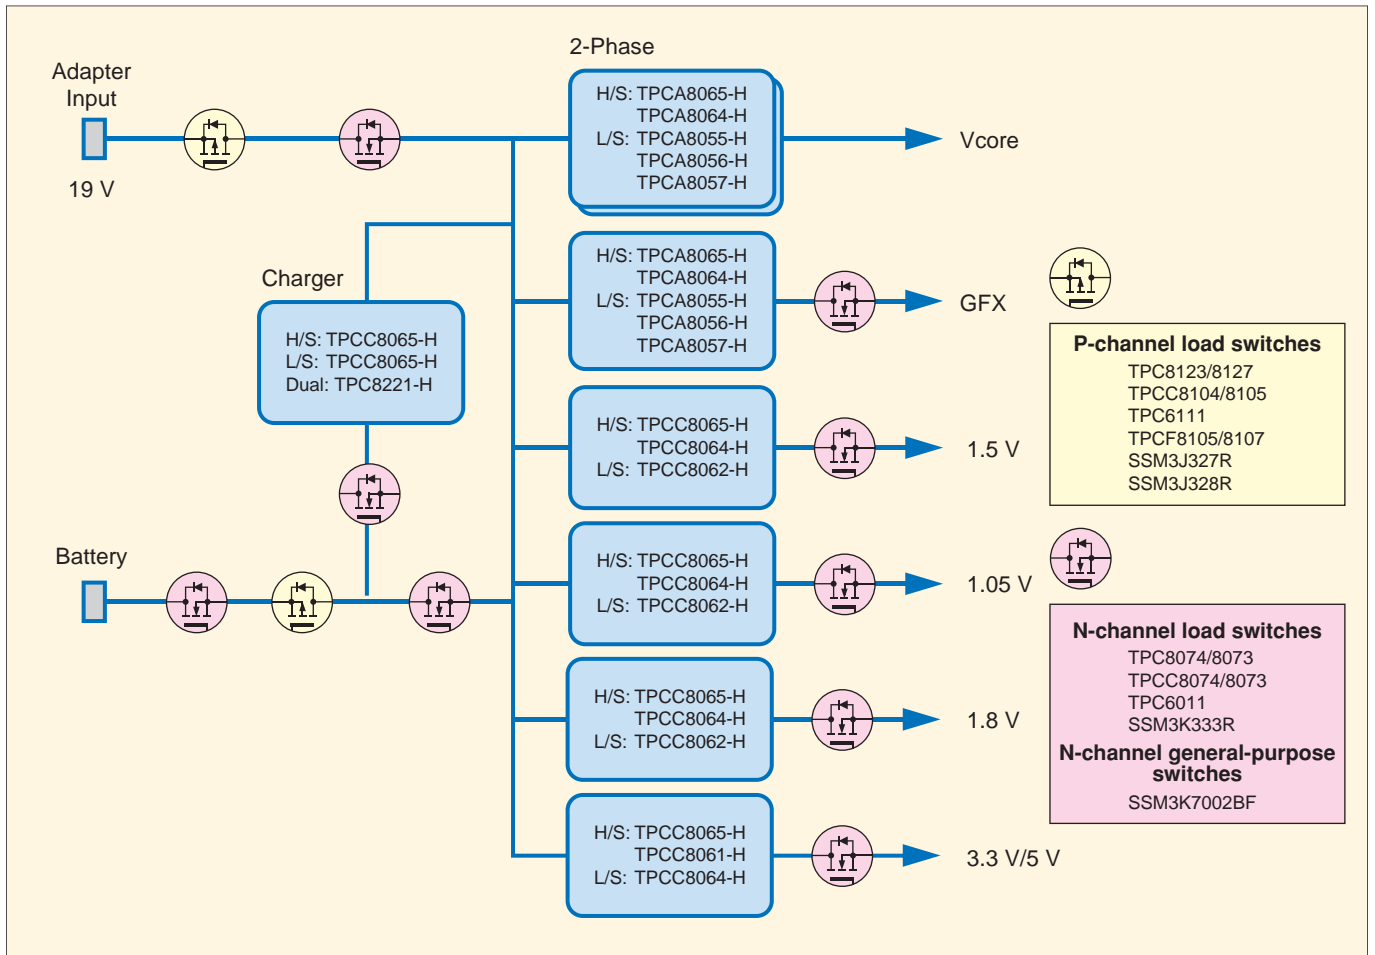 2-Phase
Adapter
Input
19 V
H/S: TPCA8065-H
TPCA8064-H
L/S: TPCA8055-H
TPCA8056-H
TPCA8057-H
Vcore
Charger
H/S: TPCC8065-H
L/S: TPCC8065-H
Dual: TPC8221-H
H/S: TPCA8065-H
TPCA8064-H
L/S: TPCA8055-H
TPCA8056-H
TPCA8057-H
GFX
H/S: TPCC8065-H
TPCC8064-H
L/S: TPCC8062-H
1.5 V
Battery
H/S: TPCC8065-H
TPCC8064-H
L/S: TPCC8062-H
1.05 V
H/S: TPCC8065-H
TPCC8064-H
L/S: TPCC8062-H
1.8 V
H/S: TPCC8065-H
TPCC8061-H
L/S: TPCC8064-H
3.3 V/5 V
P-channel load switches
TPC8123/8127
TPCC8104/8105
TPC6111
TPCF8105/8107
SSM3J327R
SSM3J328R
N-channel load switches
TPC8074/8073
TPCC8074/8073
TPC6011
SSM3K333R
N-channel general-purpose
switches
SSM3K7002BF